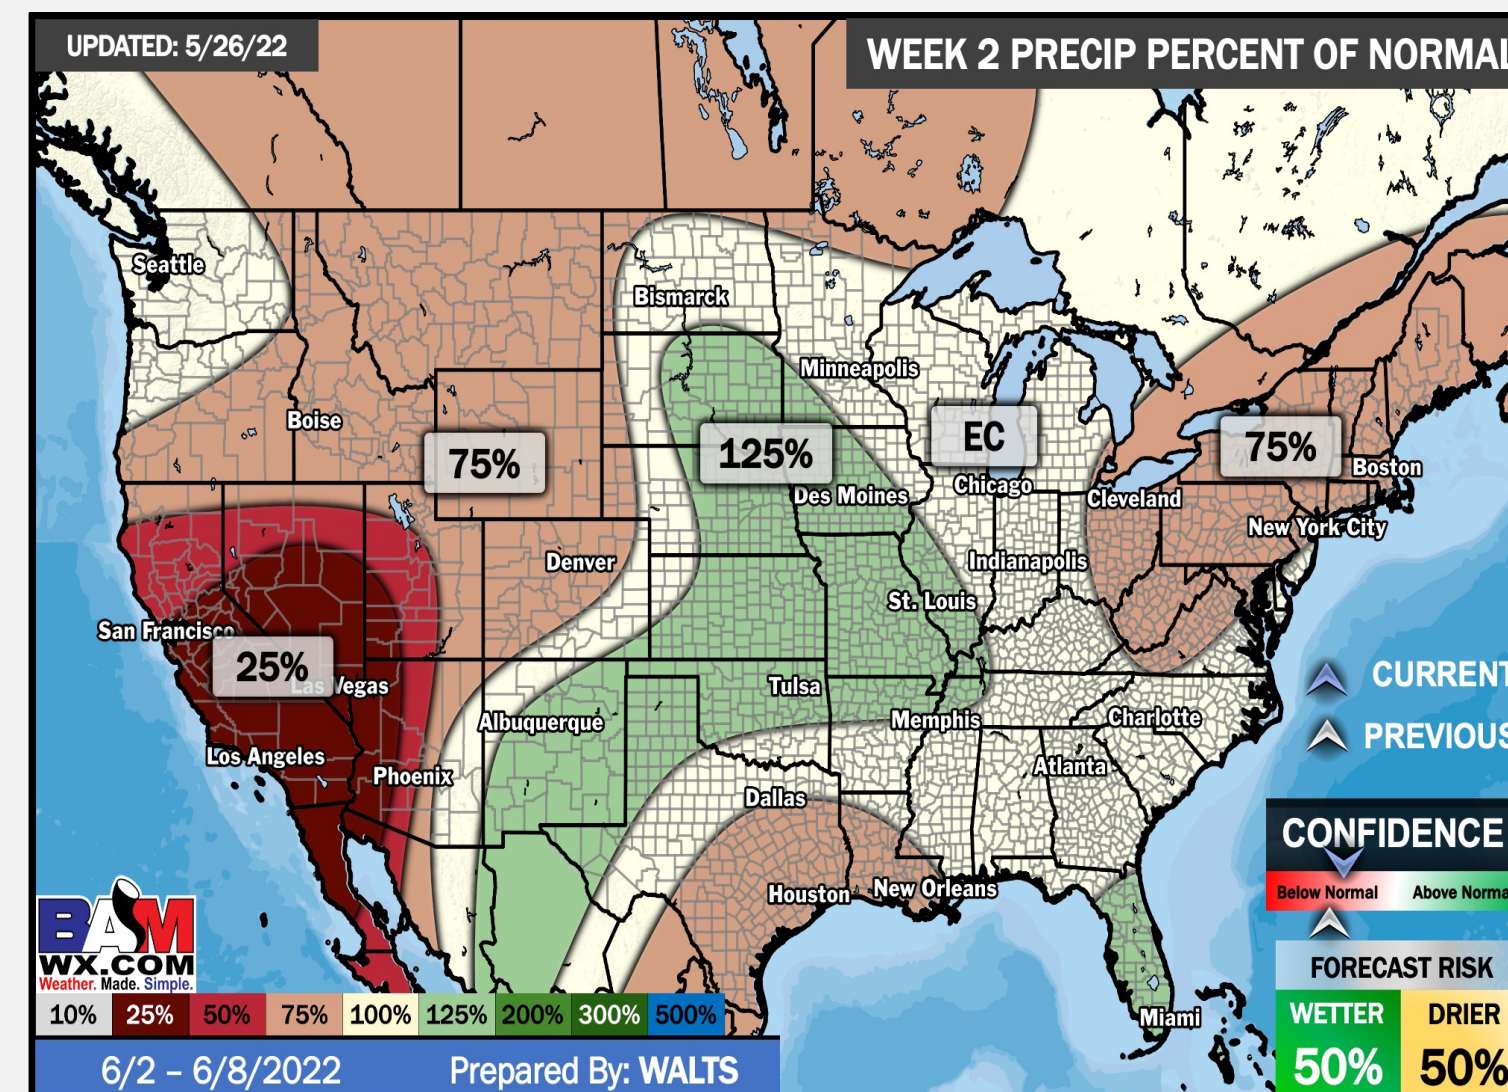 UPDATED: 5/26/22
WEEK 2 PRECIP PERCENT OF NORMAL
Seattle
Bismarck
Minneapolis
Boise
75%
125%
EC
75%
Boston
Des Moines
Chicago
Cleveland
New York City
Denver
Indianapolis
St. Louis
San Francisco
25%
Las Vegas
Tulsa
Albuquerque
Memphis
Charlotte
CURRENT
PREVIOUS
Los Angeles
Phoenix
Atlanta
Dallas
CONFIDENCE
Below Normal Above Norma
Houston
New Orleans
BAM
WX.COM
Weather. Made. Simple.
FORECAST RISK
WETTER DRIER
50% 50%
Miami
10% 25% 50% 75% 100% 125% 200% 300% 500%
6/2 – 6/8/2022 Prepared By: WALTS